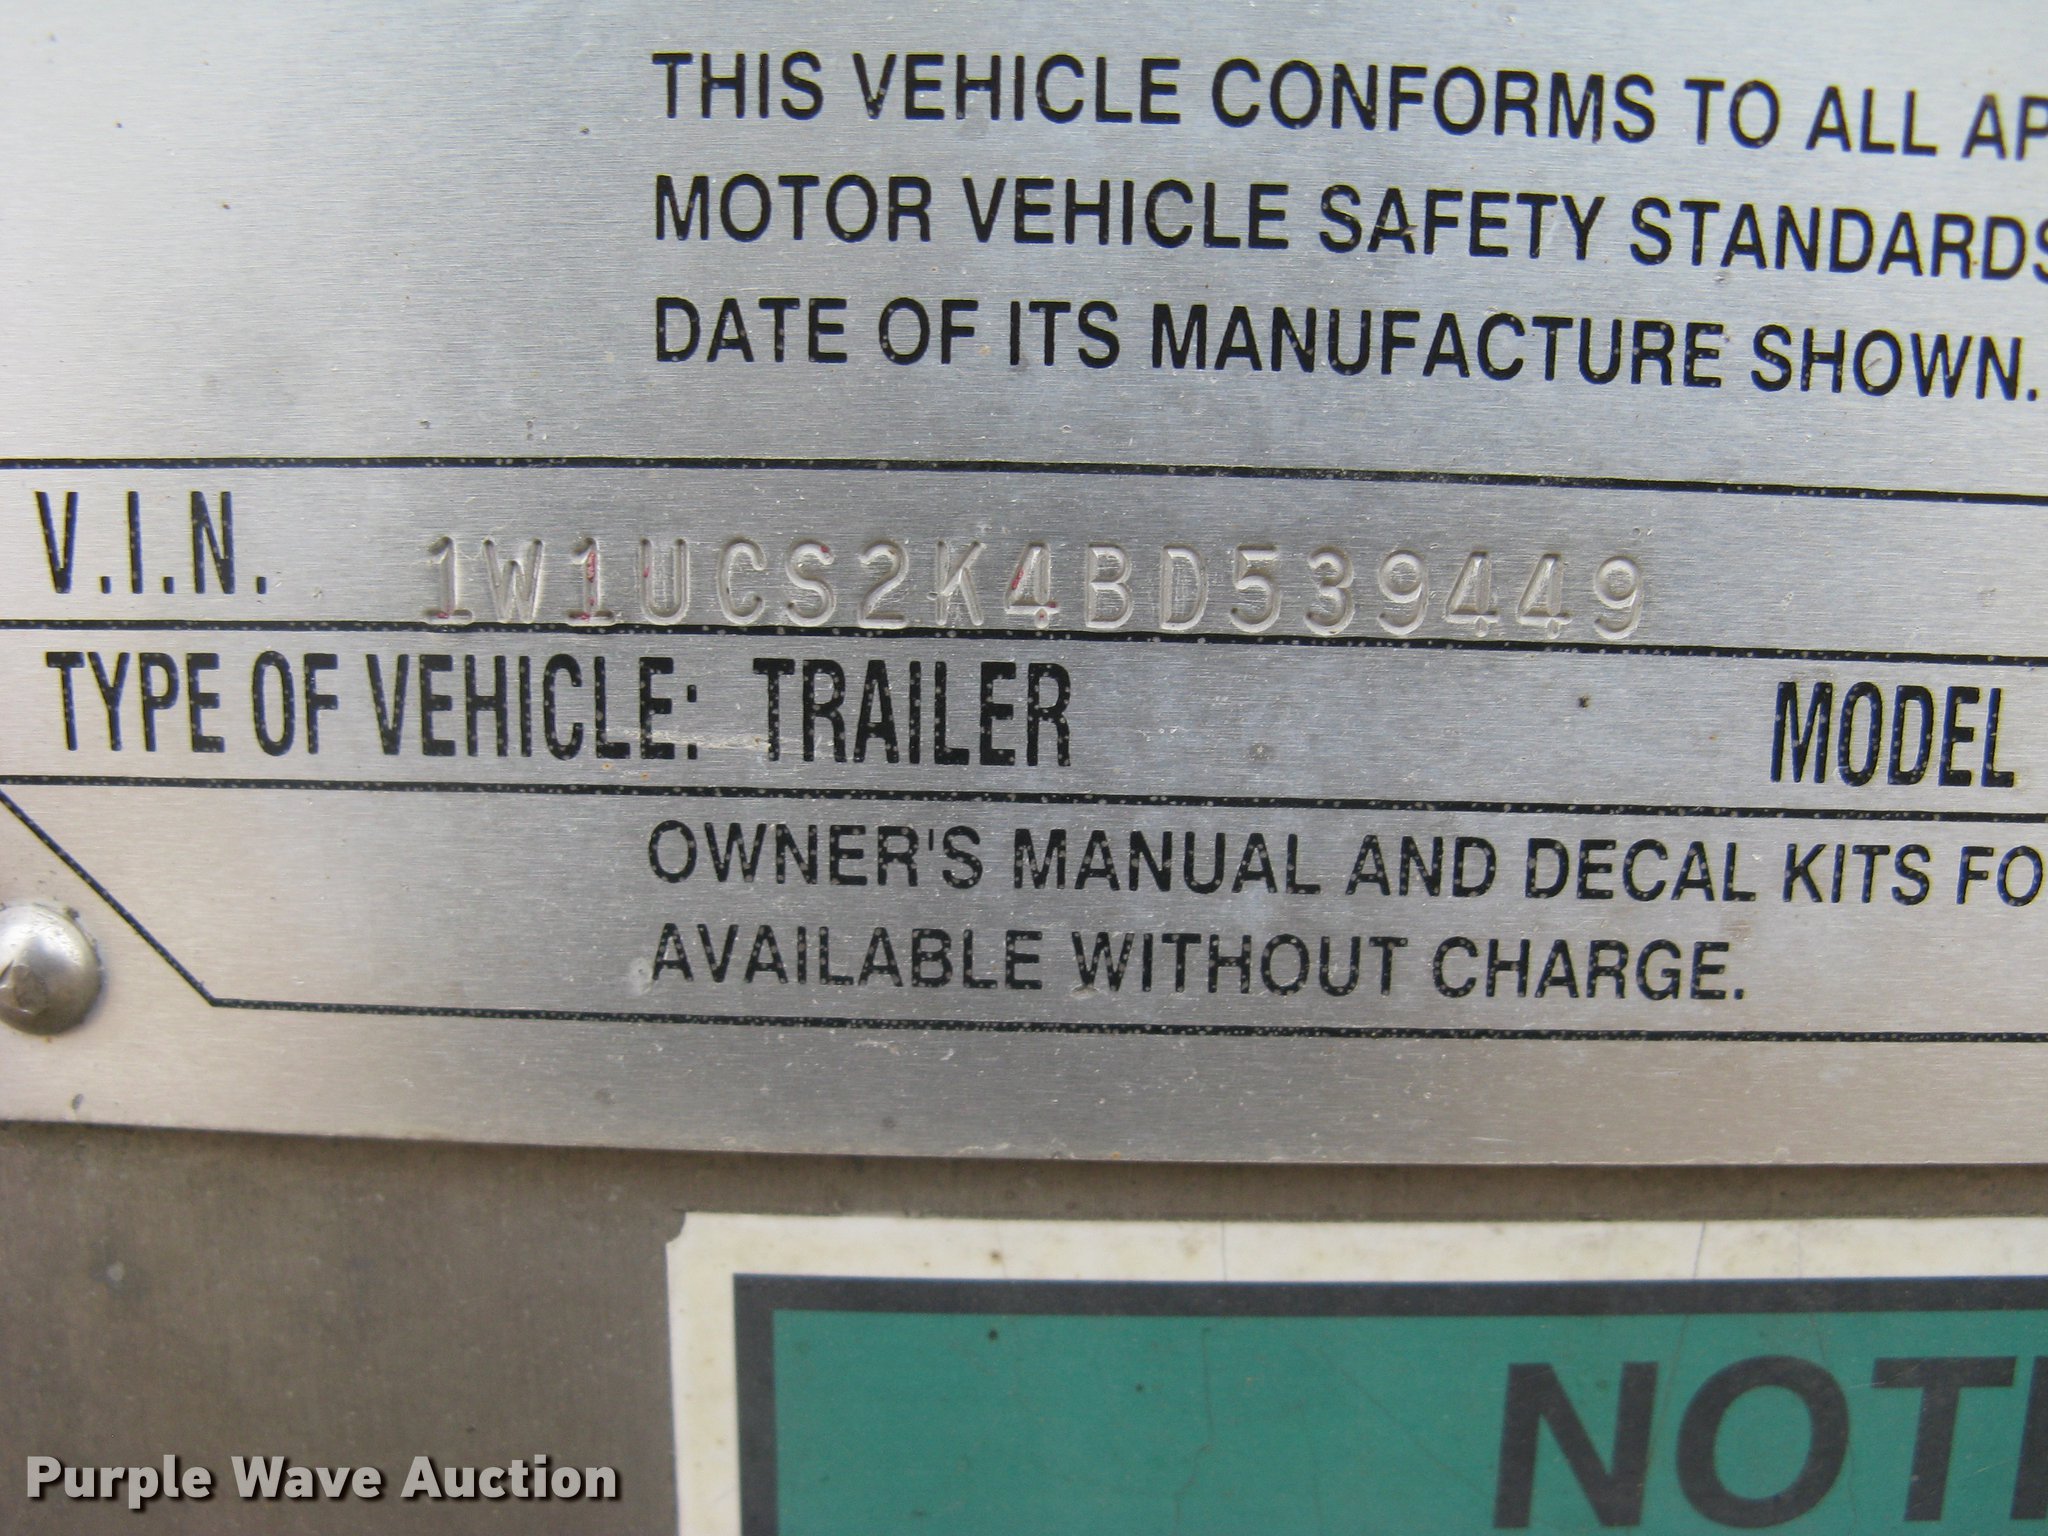 THIS VEHICLE CONFORMS TO ALL AP
MOTOR VEHICLE SAFETY STANDARDS
DATE OF ITS MANUFACTURE SHOWN.
V.I.N. 1W1UCS2K4BD539449
TYPE OF VEHICLE: TRAILER MODEL
OWNER'S MANUAL AND DECAL KITS FO
AVAILABLE WITHOUT CHARGE.
NOTI
Purple Wave Auction